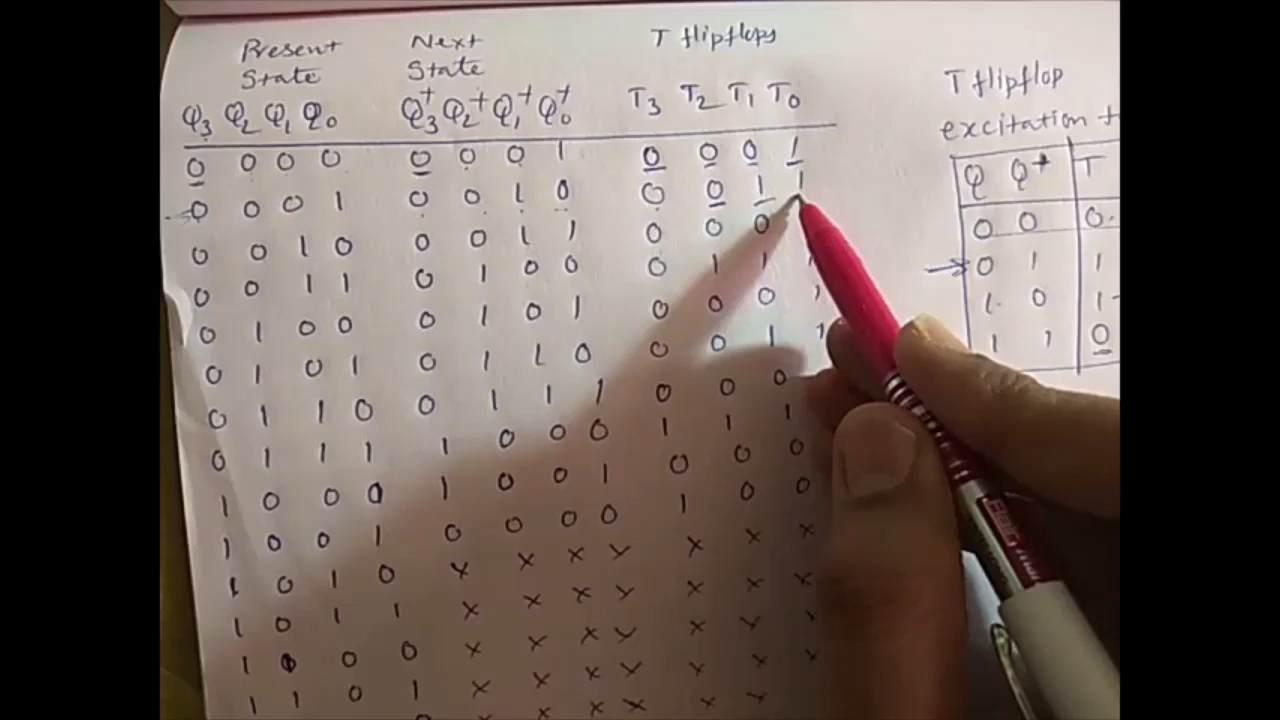 Present Next T flipflops
State State
Q3 Q2 Q1 Q0 Q3+ Q2+ Q1+ Q0+ T3 T2 T1 T0
0 0 0 0 0 0 0 1 0 0 0 1
0 0 0 1 0 0 1 0 0 0 1 1
0 0 1 0 0 0 1 1 0 0 0
0 0 1 1 0 1 0 0 0 1 1 1
0 1 0 0 0 1 0 1 0 0 0 1
0 1 0 1 0 1 1 0 0 0 1 1
0 1 1 0 0 1 1 1 0 0 0
0 1 1 1 1 0 0 0 1 1 1
1 0 0 0 1 0 0 1 0 0 0
1 0 0 1 0 0 0 0 1 0 0
1 0 1 0 x x x x x x x
1 0 1 1 x x x x x x x
1 1 0 0 x x x x x x x
1 1 0 1 x x x x x x x
x x x x x x
T flipflop
excitation t
Q Q+ T
0 0 0
0 1 1
1 0 1
1 1 0